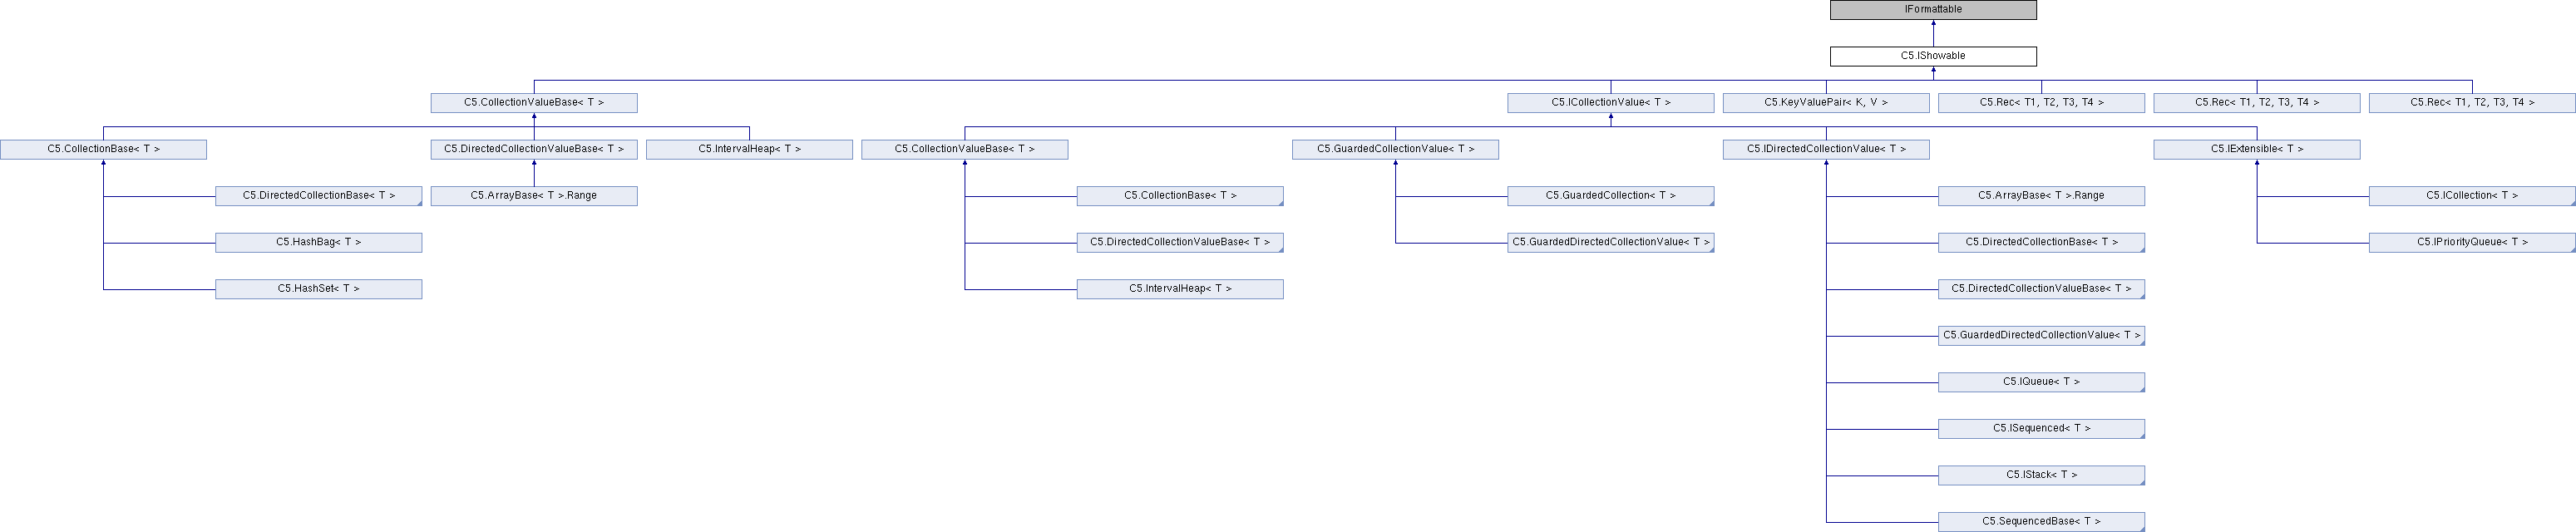 IFormattable
C5.IShowable
C5.CollectionValueBase< T >
C5.ICollectionValue< T >
C5.KeyValuePair< K, V >
C5.Rec< T1, T2, T3, T4 >
C5.Rec< T1, T2, T3, T4 >
C5.Rec< T1, T2, T3, T4 >
C5.CollectionBase< T >
C5.DirectedCollectionValueBase< T >
C5.IntervalHeap< T >
C5.CollectionValueBase< T >
C5.GuardedCollectionValue< T >
C5.IDirectedCollectionValue< T >
C5.IExtensible< T >
C5.DirectedCollectionBase< T >
C5.ArrayBase< T >.Range
C5.CollectionBase< T >
C5.GuardedCollection< T >
C5.ArrayBase< T >.Range
C5.ICollection< T >
C5.HashBag< T >
C5.DirectedCollectionValueBase< T >
C5.GuardedDirectedCollectionValue< T >
C5.DirectedCollectionBase< T >
C5.IPriorityQueue< T >
C5.HashSet< T >
C5.IntervalHeap< T >
C5.DirectedCollectionValueBase< T >
C5.GuardedDirectedCollectionValue< T >
C5.IQueue< T >
C5.ISequenced< T >
C5.IStack< T >
C5.SequencedBase< T >